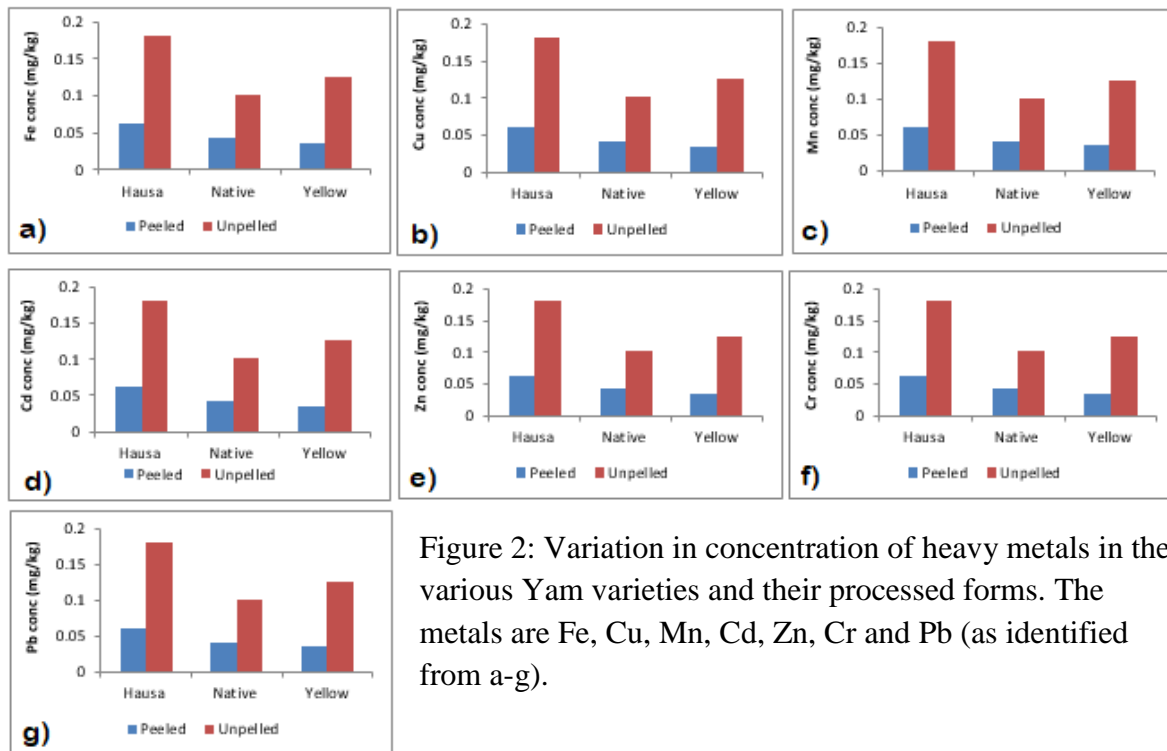 0.2
0.15
0.1
0.05
0
Fe conc (mg/kg)
Hausa Native Yellow
Peeled Unpelled
a)
0.2
0.15
0.1
0.05
0
Cu conc (mg/kg)
Hausa Native Yellow
Peeled Unpelled
b)
0.2
0.15
0.1
0.05
0
Mn conc (mg/kg)
Hausa Native Yellow
Peeled Unpelled
c)
0.2
0.15
0.1
0.05
0
Cd conc (mg/kg)
Hausa Native Yellow
Peeled Unpelled
d)
0.2
0.15
0.1
0.05
0
Zn conc (mg/kg)
Hausa Native Yellow
Peeled Unpelled
e)
0.2
0.15
0.1
0.05
0
Cr conc (mg/kg)
Hausa Native Yellow
Peeled Unpelled
f)
0.2
0.15
0.1
0.05
0
Pb conc (mg/kg)
Hausa Native Yellow
Peeled Unpelled
g)
Figure 2: Variation in concentration of heavy metals in the
various Yam varieties and their processed forms. The
metals are Fe, Cu, Mn, Cd, Zn, Cr and Pb (as identified
from a-g).